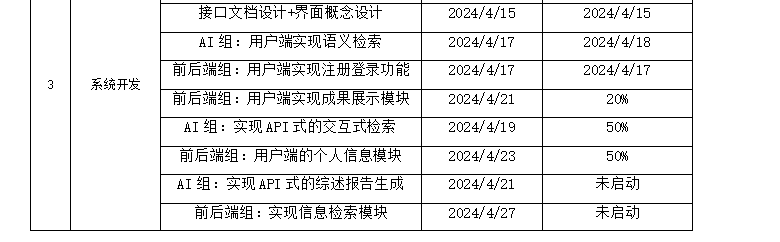 接口文档设计+界面概念设计 2024/4/15 2024/4/15
AI 组：用户端实现语义检索 2024/4/17 2024/4/18
前后端组：用户端实现注册登录功能 2024/4/17 2024/4/17
3 系统开发 前后端组：用户端实现成果展示模块 2024/4/21 20%
AI 组：实现 API 式的交互式检索 2024/4/19 50%
前后端组：用户端的个人信息模块 2024/4/23 50%
AI 组：实现 API 式的综述报告生成 2024/4/21 未启动
前后端组：实现信息检索模块 2024/4/27 未启动